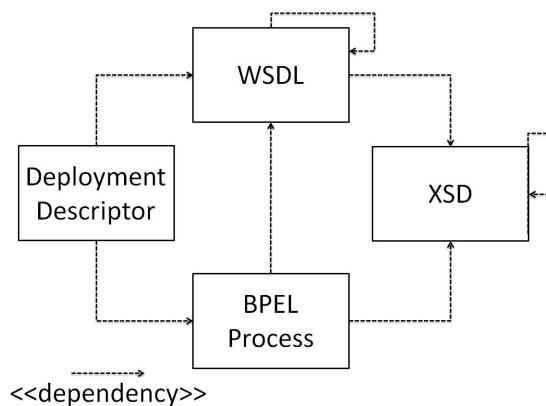 WSDL
Deployment
Descriptor
XSD
BPEL
Process
<<dependency>>